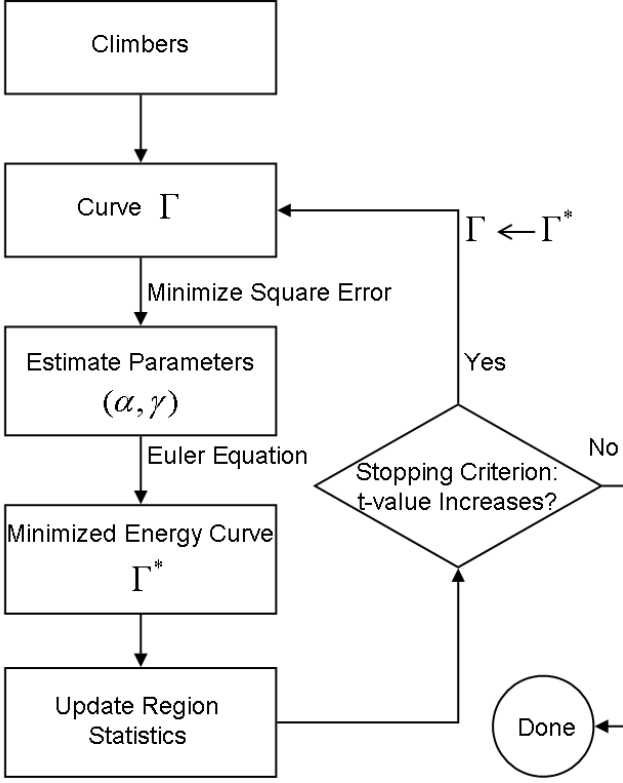 Climbers
Curve Γ
Γ ← Γ*
Minimize Square Error
Estimate Parameters
(α, γ)
Yes
Euler Equation
No
Stopping Criterion:
t-value Increases?
Minimized Energy Curve
Γ*
Update Region
Statistics
Done